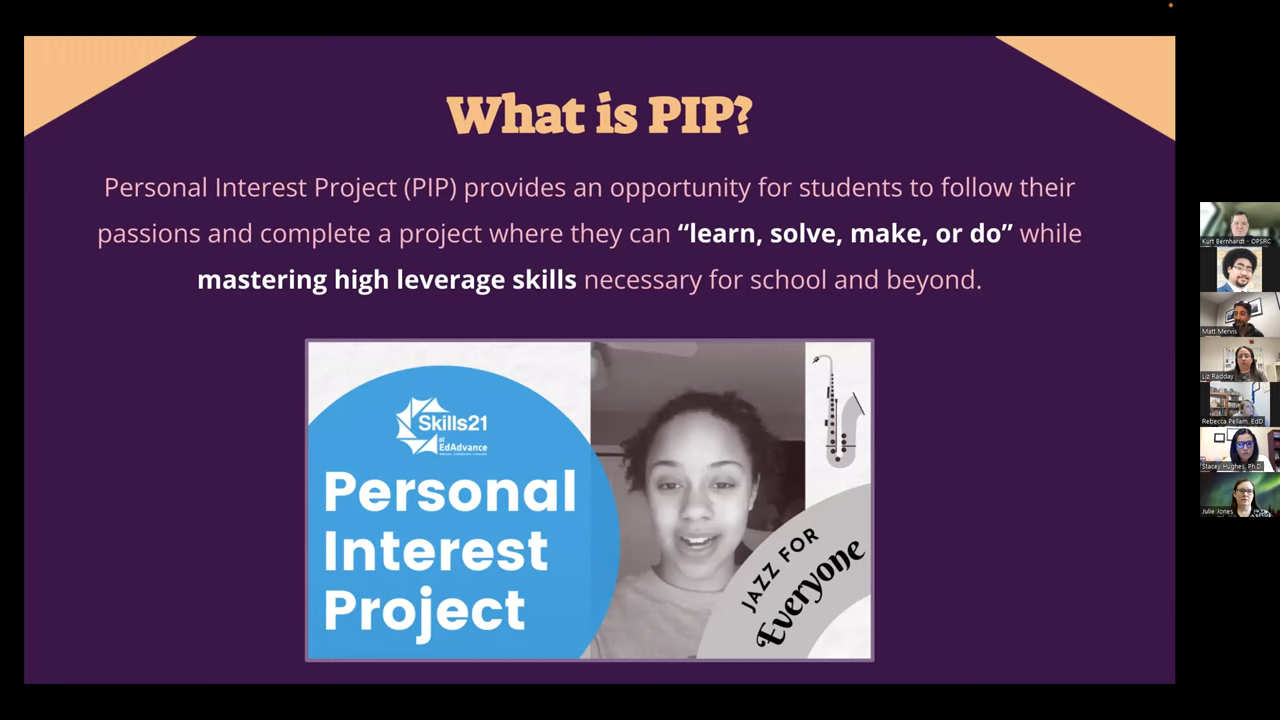 What is PIP?
Personal Interest Project (PIP) provides an opportunity for students to follow their
passions and complete a project where they can “learn, solve, make, or do” while
mastering high leverage skills necessary for school and beyond.
Skills21
at
EdAdvance
Personal
Interest
Project
JAZZ FOR
Everyone
Kurt Bernhardt - OPSRC
Matt Mervis
Liz Radday
Rebecca Pellam, EdD
Stacey Hughes, Ph.D.
Julie Jones